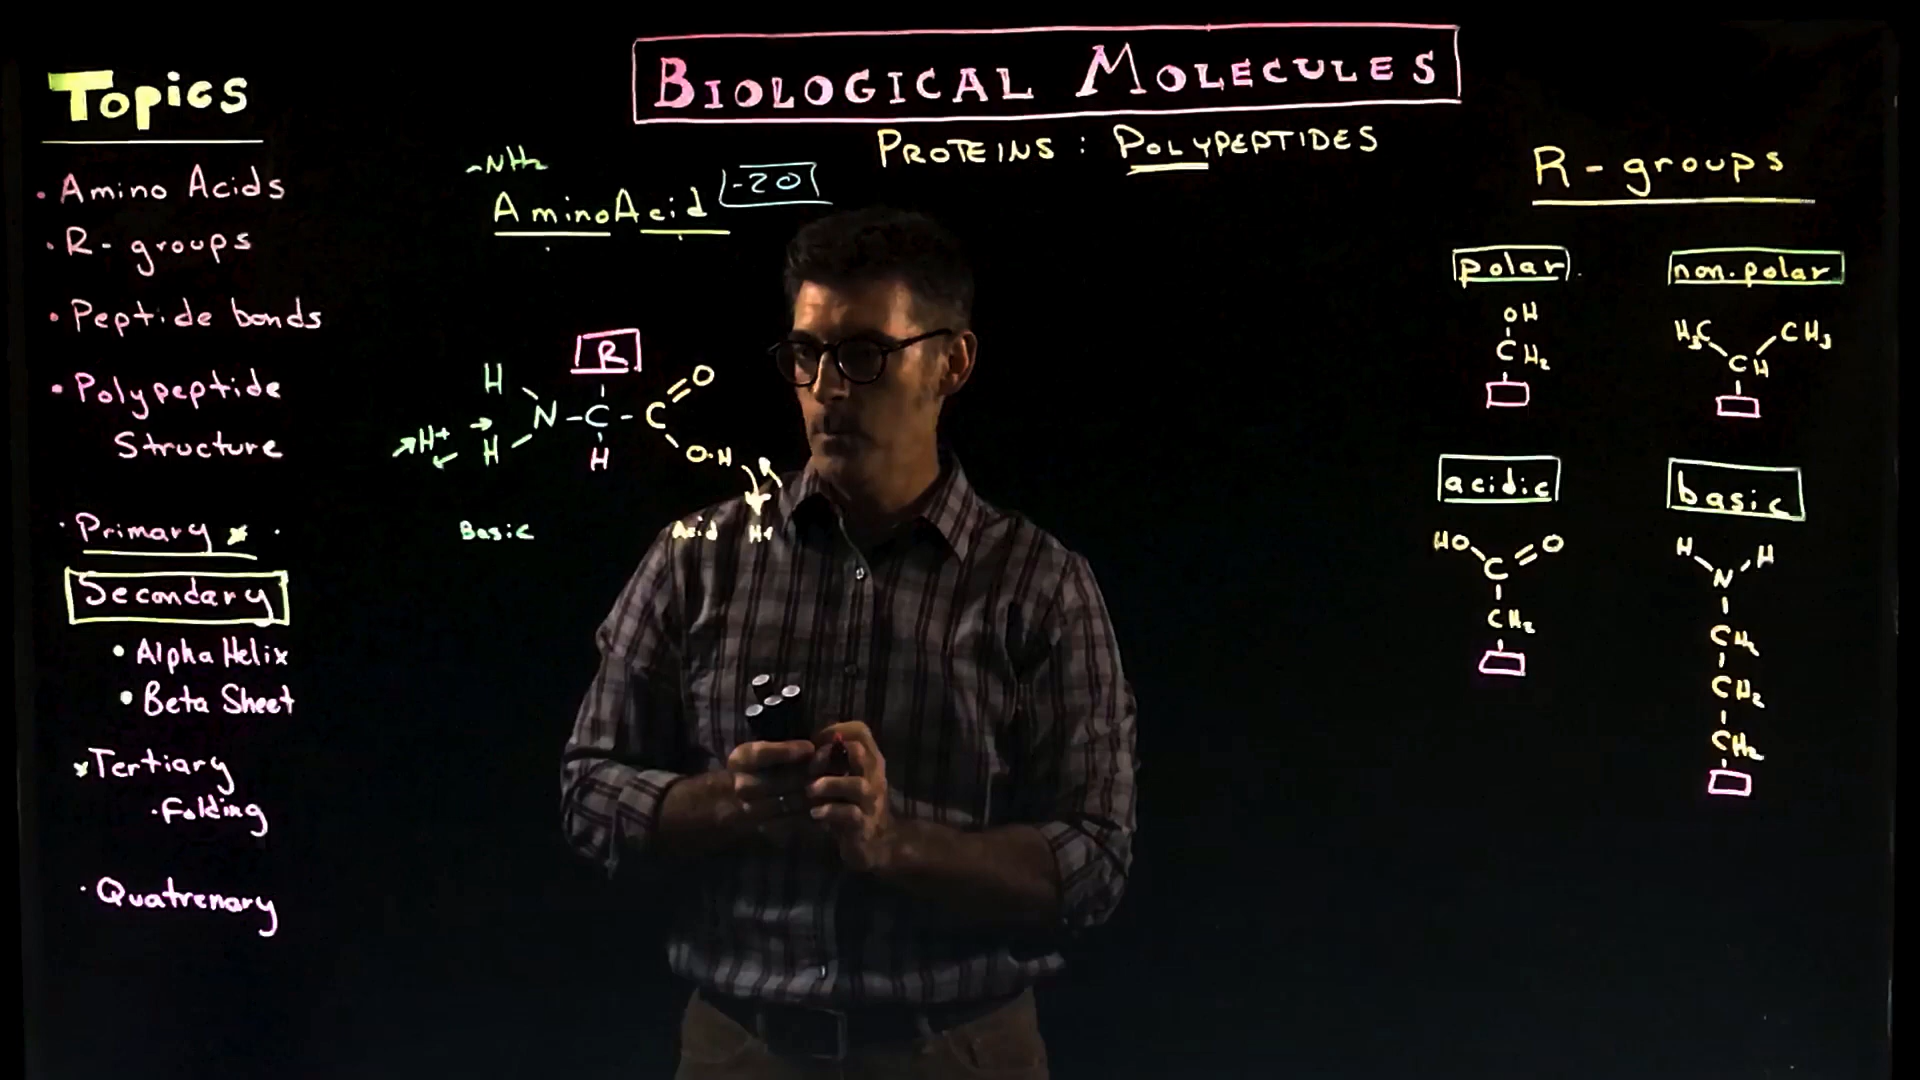 BIOLOGICAL MOLECULES
PROTEINS : POLYPEPTIDES
Topics
• Amino Acids
• R-groups
• Peptide bonds
• Polypeptide
Structure
• Primary
Secondary
• Alpha Helix
• Beta Sheet
Tertiary
• Folding
• Quatrenary
-NH₂
AminoAcid -20
R
H
N-C-C
O
H+
H
H
O-H
Basic
Acid
H+
R-groups
polar
OH
CH₂
non.polar
H₃C
CH₃
CH
acidic
HO
O
C
CH₂
basic
H
H
N
CH₂
CH₂
CH₂